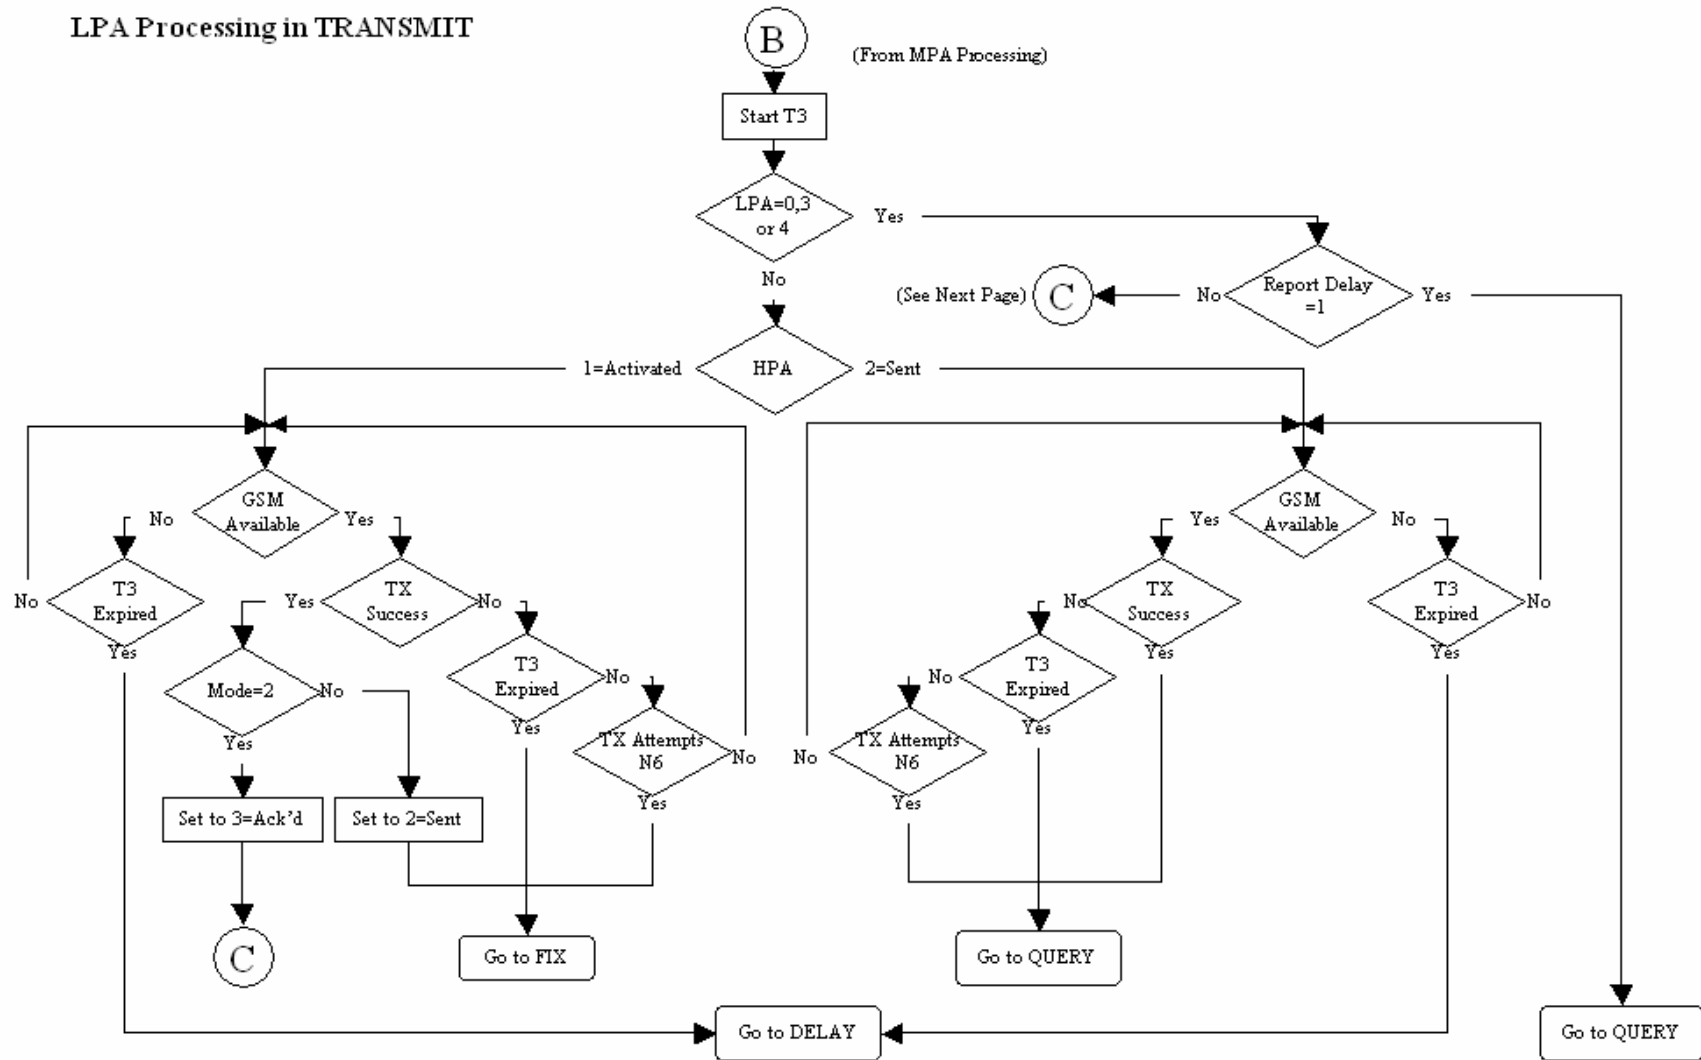 LPA Processing in TRANSMIT
B
(From MPA Processing)
Start T3
LPA=0,3
or 4
Yes
No
(See Next Page)
C
No
Report Delay
=1
Yes
1=Activated
HPA
2=Sent
GSM
Available
No
Yes
GSM
Available
Yes
No
No
T3
Expired
Yes
Yes
TX
Success
No
No
TX
Success
Yes
T3
Expired
No
Yes
Mode=2
No
Yes
T3
Expired
No
Yes
No
T3
Expired
Yes
TX Attempts
N6
No
Yes
No
TX Attempts
N6
Yes
Set to 3=Ack'd
Set to 2=Sent
C
Go to FIX
Go to QUERY
Go to DELAY
Go to QUERY